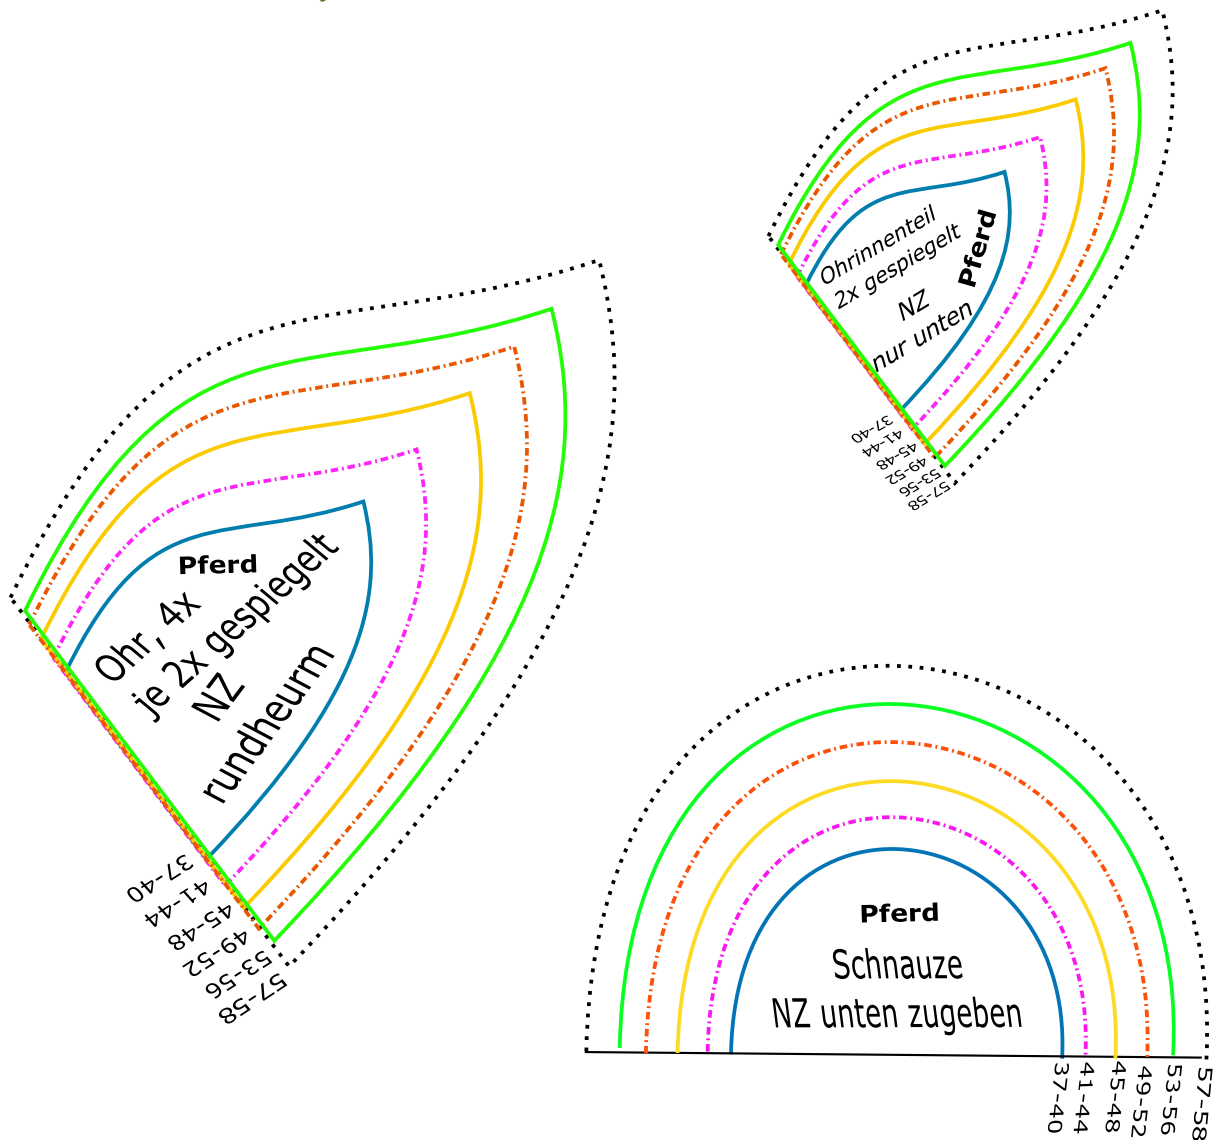 Ohrinnenteil
2x gespiegelt
NZ
nur unten
Pferd
37-40
41-44
45-48
49-52
53-56
57-58
Pferd
Ohr, 4x
je 2x gespiegelt
NZ
rundheurm
37-40
41-44
45-48
49-52
53-56
57-58
Pferd
Schnauze
NZ unten zugeben
37-40
41-44
45-48
49-52
53-56
57-58